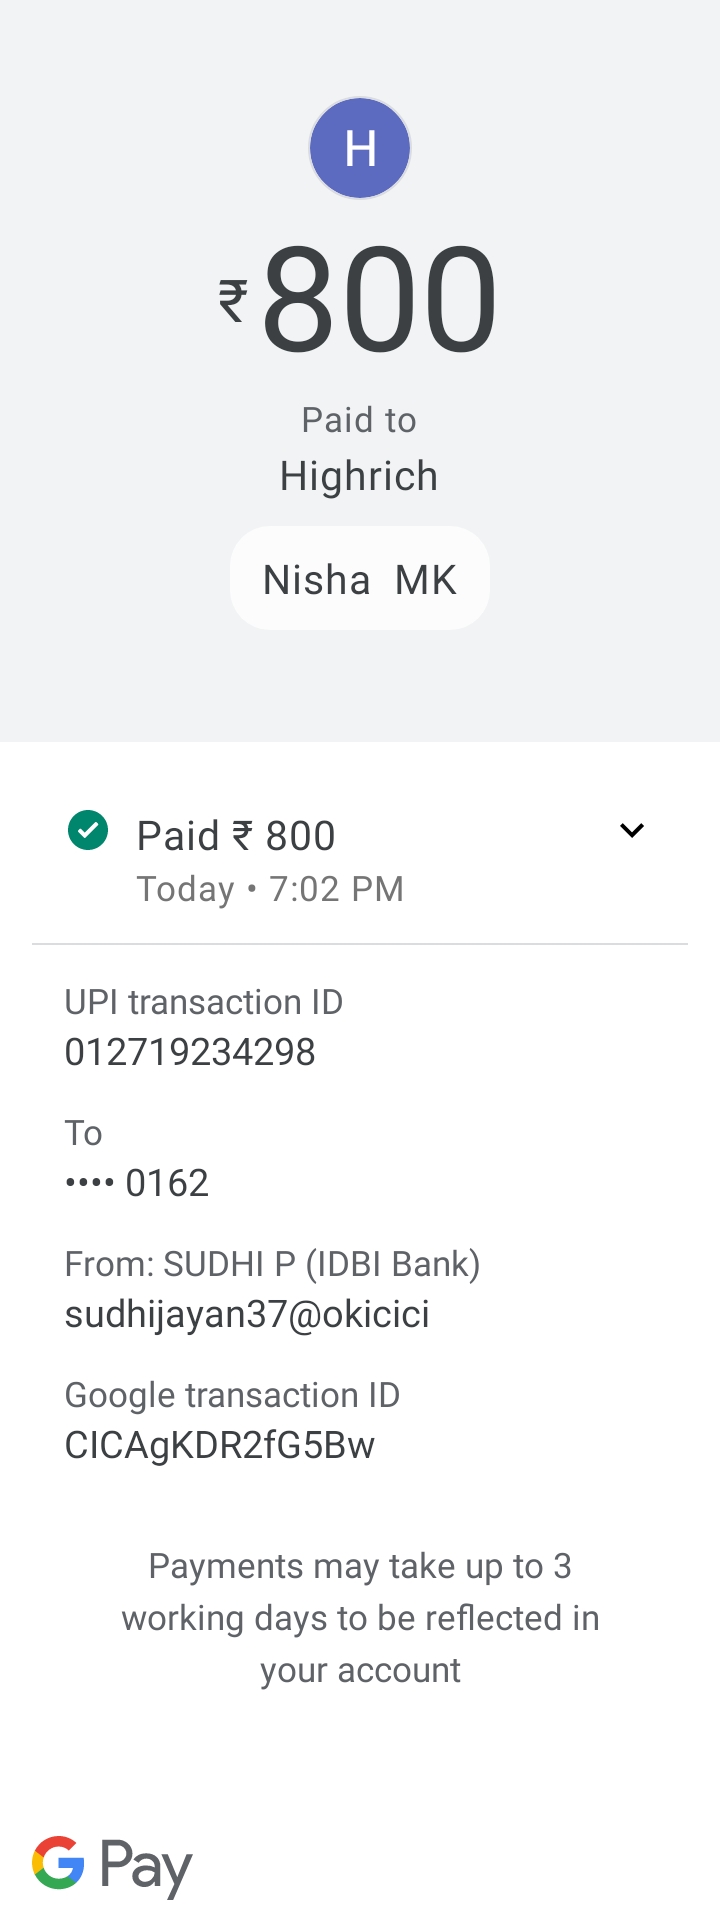 H
₹800
Paid to
Highrich
Nisha MK
Paid ₹ 800
Today • 7:02 PM
UPI transaction ID
012719234298
To
•••• 0162
From: SUDHI P (IDBI Bank)
sudhijayan37@okicici
Google transaction ID
CICAgKDR2fG5Bw
Payments may take up to 3
working days to be reflected in
your account
G Pay